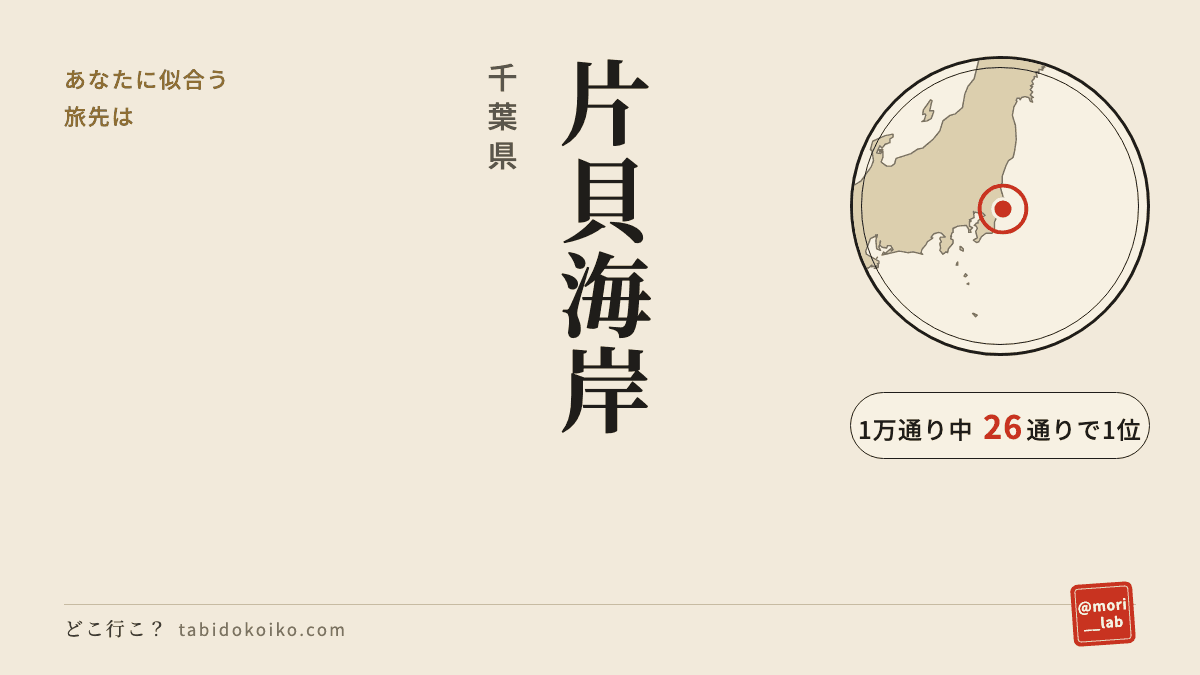 あなたに似合う
旅先は
片貝海岸
千葉県
1万通り中 26通りで1位
どこ行こ？ tabidokoiko.com
@mori
__lab